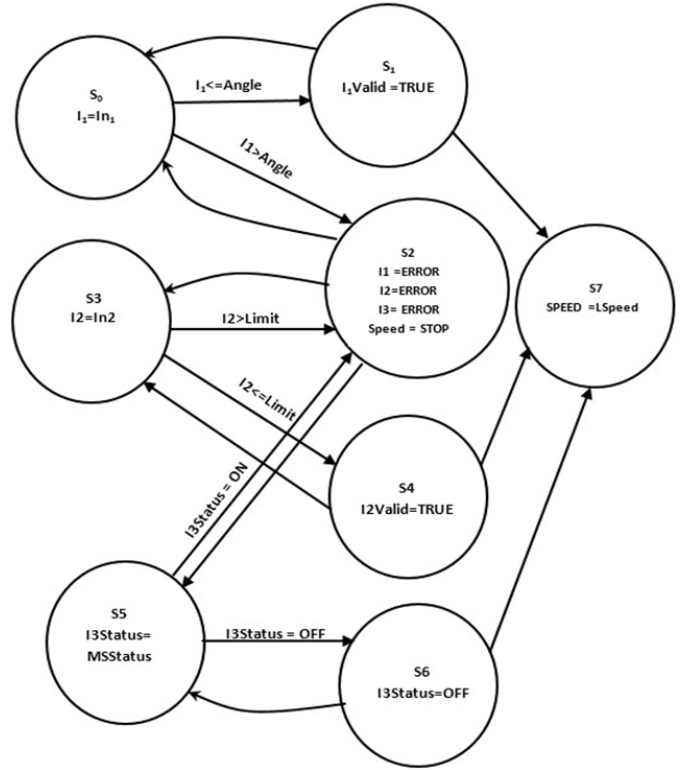 S₀
I₁=In₁
I₁<=Angle
S₁
I₁Valid =TRUE
I1>Angle
S2
I1 =ERROR
I2=ERROR
I3= ERROR
Speed = STOP
S3
I2=In2
I2>Limit
I2<=Limit
S7
SPEED =LSpeed
S4
I2Valid=TRUE
I3Status = ON
S5
I3Status=
MSStatus
I3Status = OFF
S6
I3Status=OFF